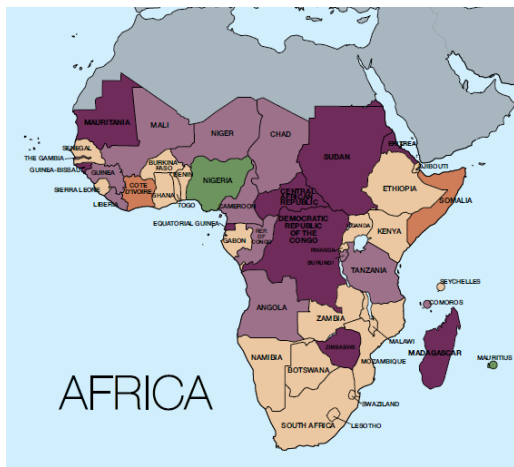 MAURITANIA
MALI
NIGER
CHAD
SUDAN
ERITREA
SENEGAL
THE GAMBIA
GUINEA-BISSAU
GUINEA
BURKINA
FASO
BENIN
DJIBOUTI
SIERRA LEONE
COTE
D'IVOIRE
GHANA
NIGERIA
ETHIOPIA
LIBERIA
TOGO
CAMEROON
CENTRAL
AFRICAN
REPUBLIC
SOMALIA
EQUATORIAL GUINEA
DEMOCRATIC
REPUBLIC
OF THE
CONGO
UGANDA
KENYA
GABON
REP. OF
CONGO
RWANDA
BURUNDI
TANZANIA
SEYCHELLES
COMOROS
ANGOLA
ZAMBIA
MALAWI
ZIMBABWE
MOZAMBIQUE
MADAGASCAR
MAURITIUS
NAMIBIA
BOTSWANA
SWAZILAND
SOUTH AFRICA
LESOTHO
AFRICA